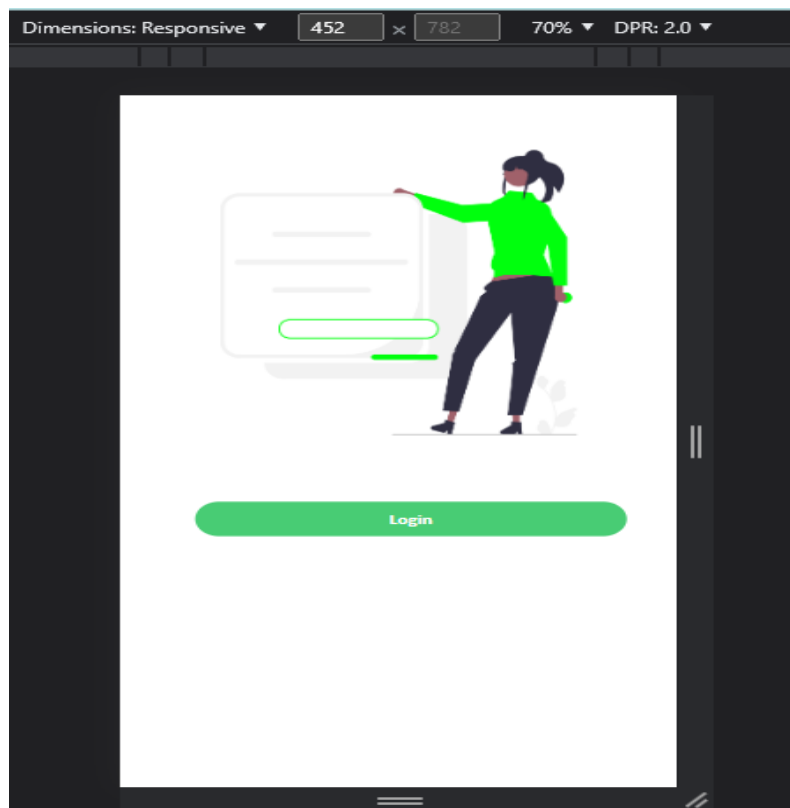 Dimensions: Responsive ▼ 452 × 782 70% ▼ DPR: 2.0 ▼
Login